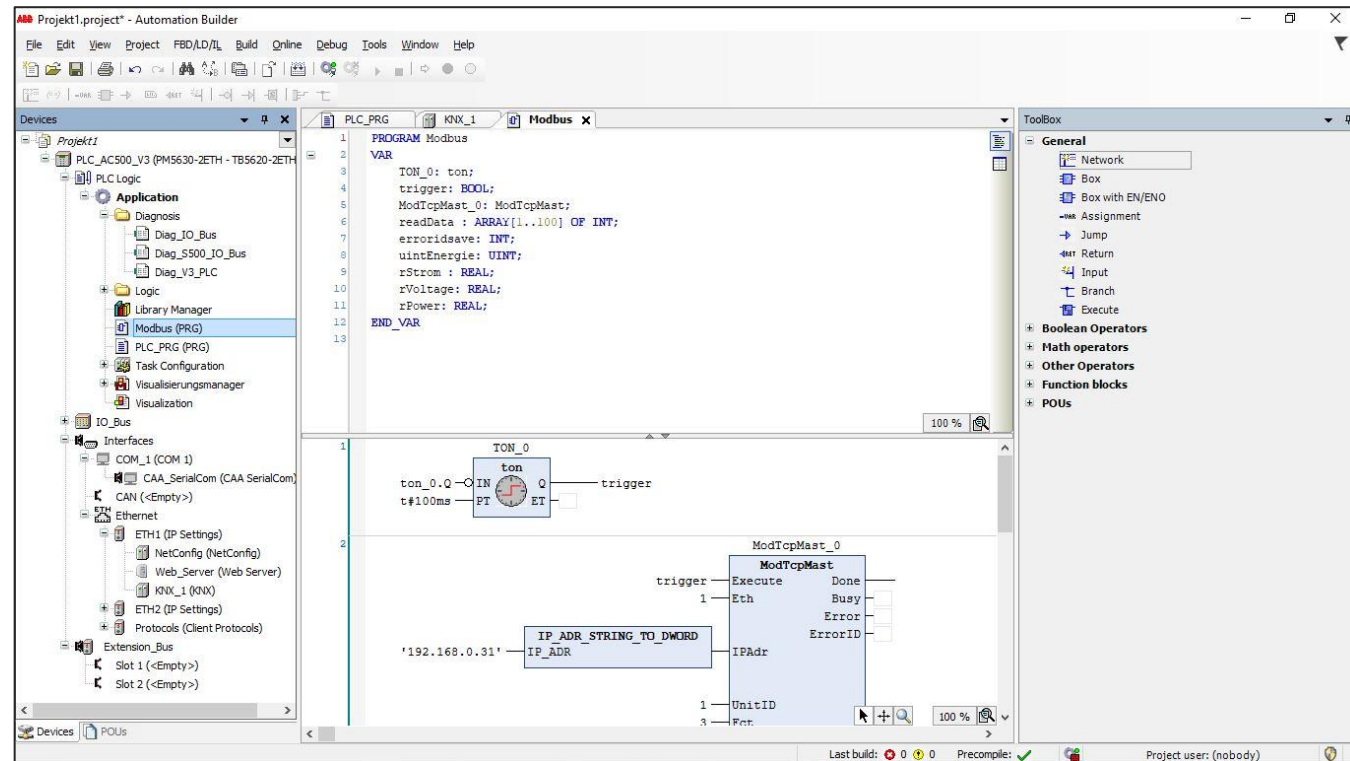 ABB Projekt1.project* - Automation Builder
File Edit View Project FBD/LD/IL Build Online Debug Tools Window Help
Devices
Projekt1
PLC_AC500_V3 (PM5630-2ETH - TB5620-2ETH
PLC Logic
Application
Diagnosis
Diag_IO_Bus
Diag_S500_IO_Bus
Diag_V3_PLC
Logic
Library Manager
Modbus (PRG)
PLC_PRG (PRG)
Task Configuration
Visualisierungsmanager
Visualization
IO_Bus
Interfaces
COM_1 (COM 1)
CAA_SerialCom (CAA SerialCom)
CAN (<Empty>)
Ethernet
ETH1 (IP Settings)
NetConfig (NetConfig)
Web_Server (Web Server)
KNX_1 (KNX)
ETH2 (IP Settings)
Protocols (Client Protocols)
Extension_Bus
Slot 1 (<Empty>)
Slot 2 (<Empty>)
Devices POUs
PLC_PRG KNX_1 Modbus
1 PROGRAM Modbus
2 VAR
3 TON_0: ton;
4 trigger: BOOL;
5 ModTcpMast_0: ModTcpMast;
6 readData : ARRAY[1..100] OF INT;
7 erroridsave: INT;
8 uintEnergie: UINT;
9 rStrom : REAL;
10 rVoltage: REAL;
11 rPower: REAL;
12 END_VAR
13
100 %
1
TON_0
ton
ton_0.Q IN Q trigger
t#100ms PT ET
2
ModTcpMast_0
ModTcpMast
trigger Execute Done
1 Eth Busy
Error
ErrorID
IP_ADR_STRING_TO_DWORD
'192.168.0.31' IP_ADR IPAdr
1 UnitID
3 Fct
100 %
ToolBox
General
Network
Box
Box with EN/ENO
Assignment
Jump
Return
Input
Branch
Execute
Boolean Operators
Math operators
Other Operators
Function blocks
POUs
Last build: 0 0 Precompile: Project user: (nobody)